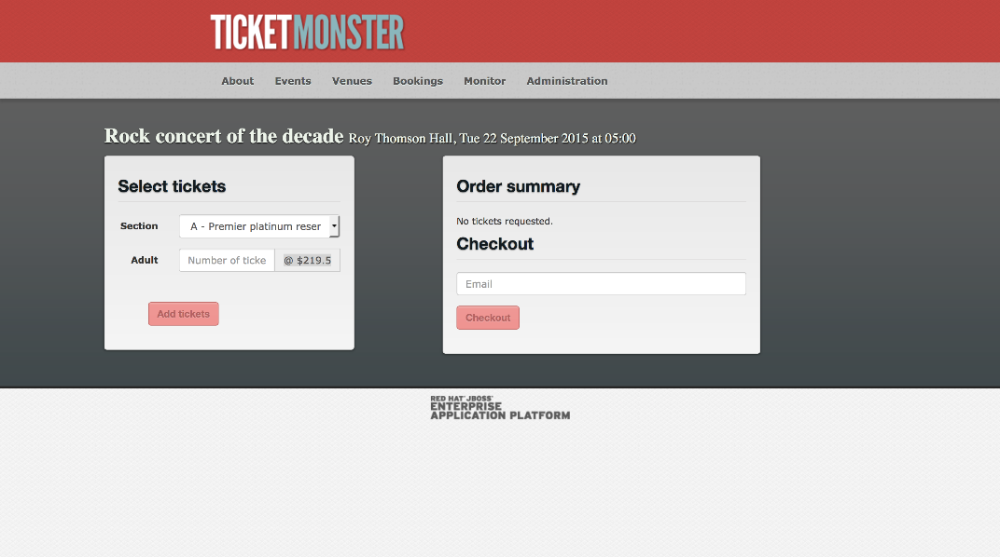 TICKETMONSTER
About Events Venues Bookings Monitor Administration
Rock concert of the decade Roy Thomson Hall, Tue 22 September 2015 at 05:00
Select tickets
Section A - Premier platinum reser
Adult Number of ticke @ $219.5
Add tickets
Order summary
No tickets requested.
Checkout
Email
Checkout
RED HAT JBOSS
ENTERPRISE
APPLICATION PLATFORM